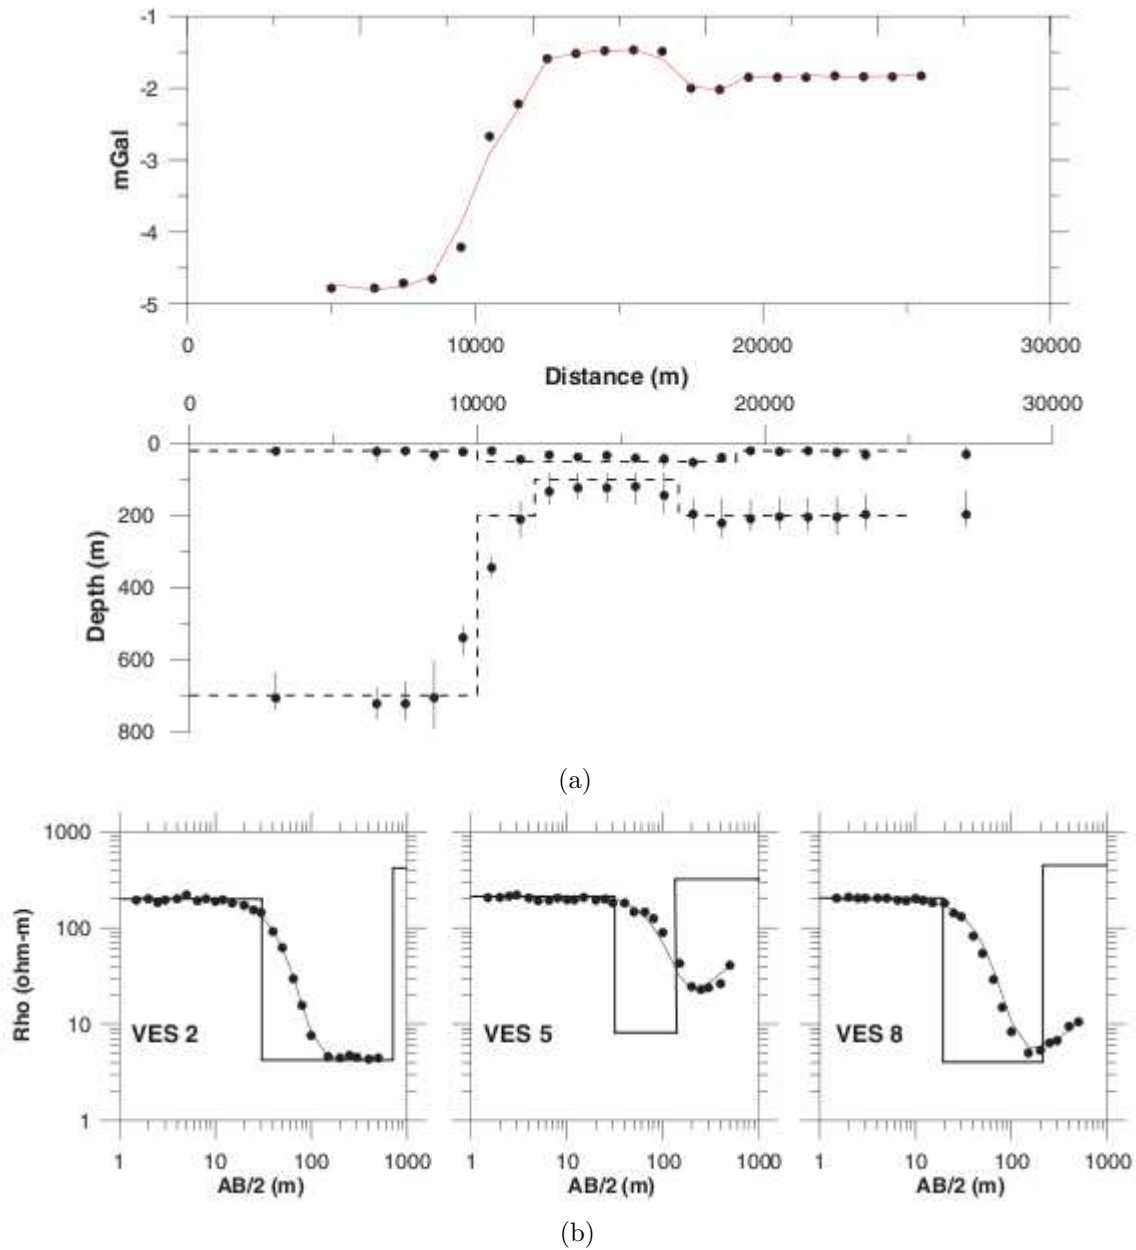 -1
-2
-3
-4
-5
mGal
0 10000 20000 30000
Distance (m)
0 10000 20000 30000
0
200
400
600
800
Depth (m)
(a)
1000
100
10
1
Rho (ohm-m)
VES 2 VES 5 VES 8
1 10 100 1000 1 10 100 1000 1 10 100 1000
AB/2 (m) AB/2 (m) AB/2 (m)
(b)